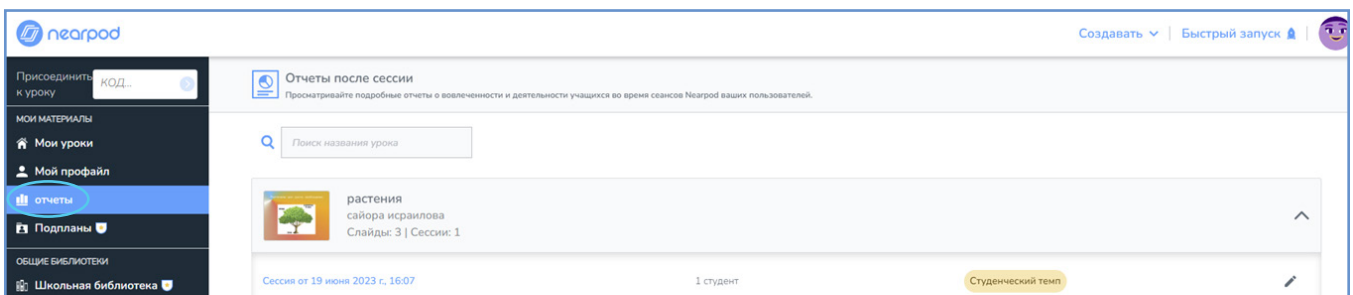 nearpod
Создавать
Быстрый запуск
Присоединить
к уроку
КОД...
МОИ МАТЕРИАЛЫ
Мои уроки
Мой профайл
отчеты
Подпланы
ОБЩИЕ БИБЛИОТЕКИ
Школьная библиотека
Отчеты после сессии
Просматривайте подробные отчеты о вовлеченности и деятельности учащихся во время сеансов Nearpod ваших пользователей.
Поиск названия урока
растения
сайора исраилова
Слайды: 3 | Сессии: 1
Сессия от 19 июня 2023 г., 16:07
1 студент
Студенческий темп